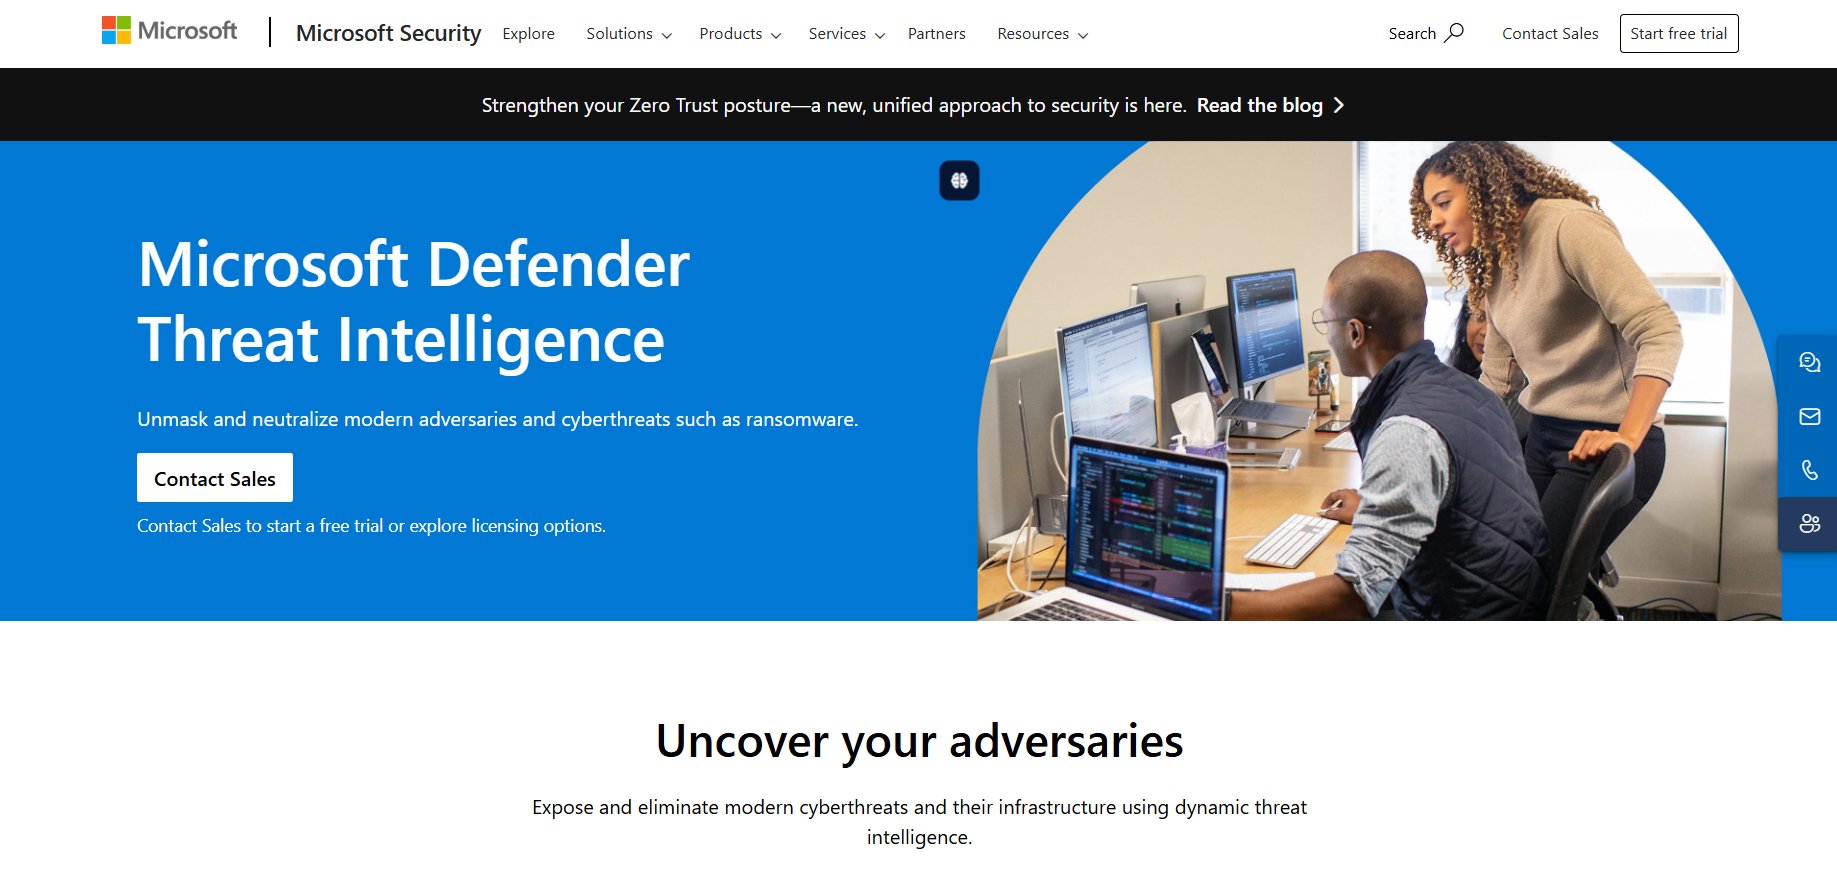 Microsoft
Microsoft Security
Explore
Solutions
Products
Services
Partners
Resources
Search
Contact Sales
Start free trial
Strengthen your Zero Trust posture—a new, unified approach to security is here. Read the blog
Microsoft Defender
Threat Intelligence
Unmask and neutralize modern adversaries and cyberthreats such as ransomware.
Contact Sales
Contact Sales to start a free trial or explore licensing options.
Uncover your adversaries
Expose and eliminate modern cyberthreats and their infrastructure using dynamic threat
intelligence.